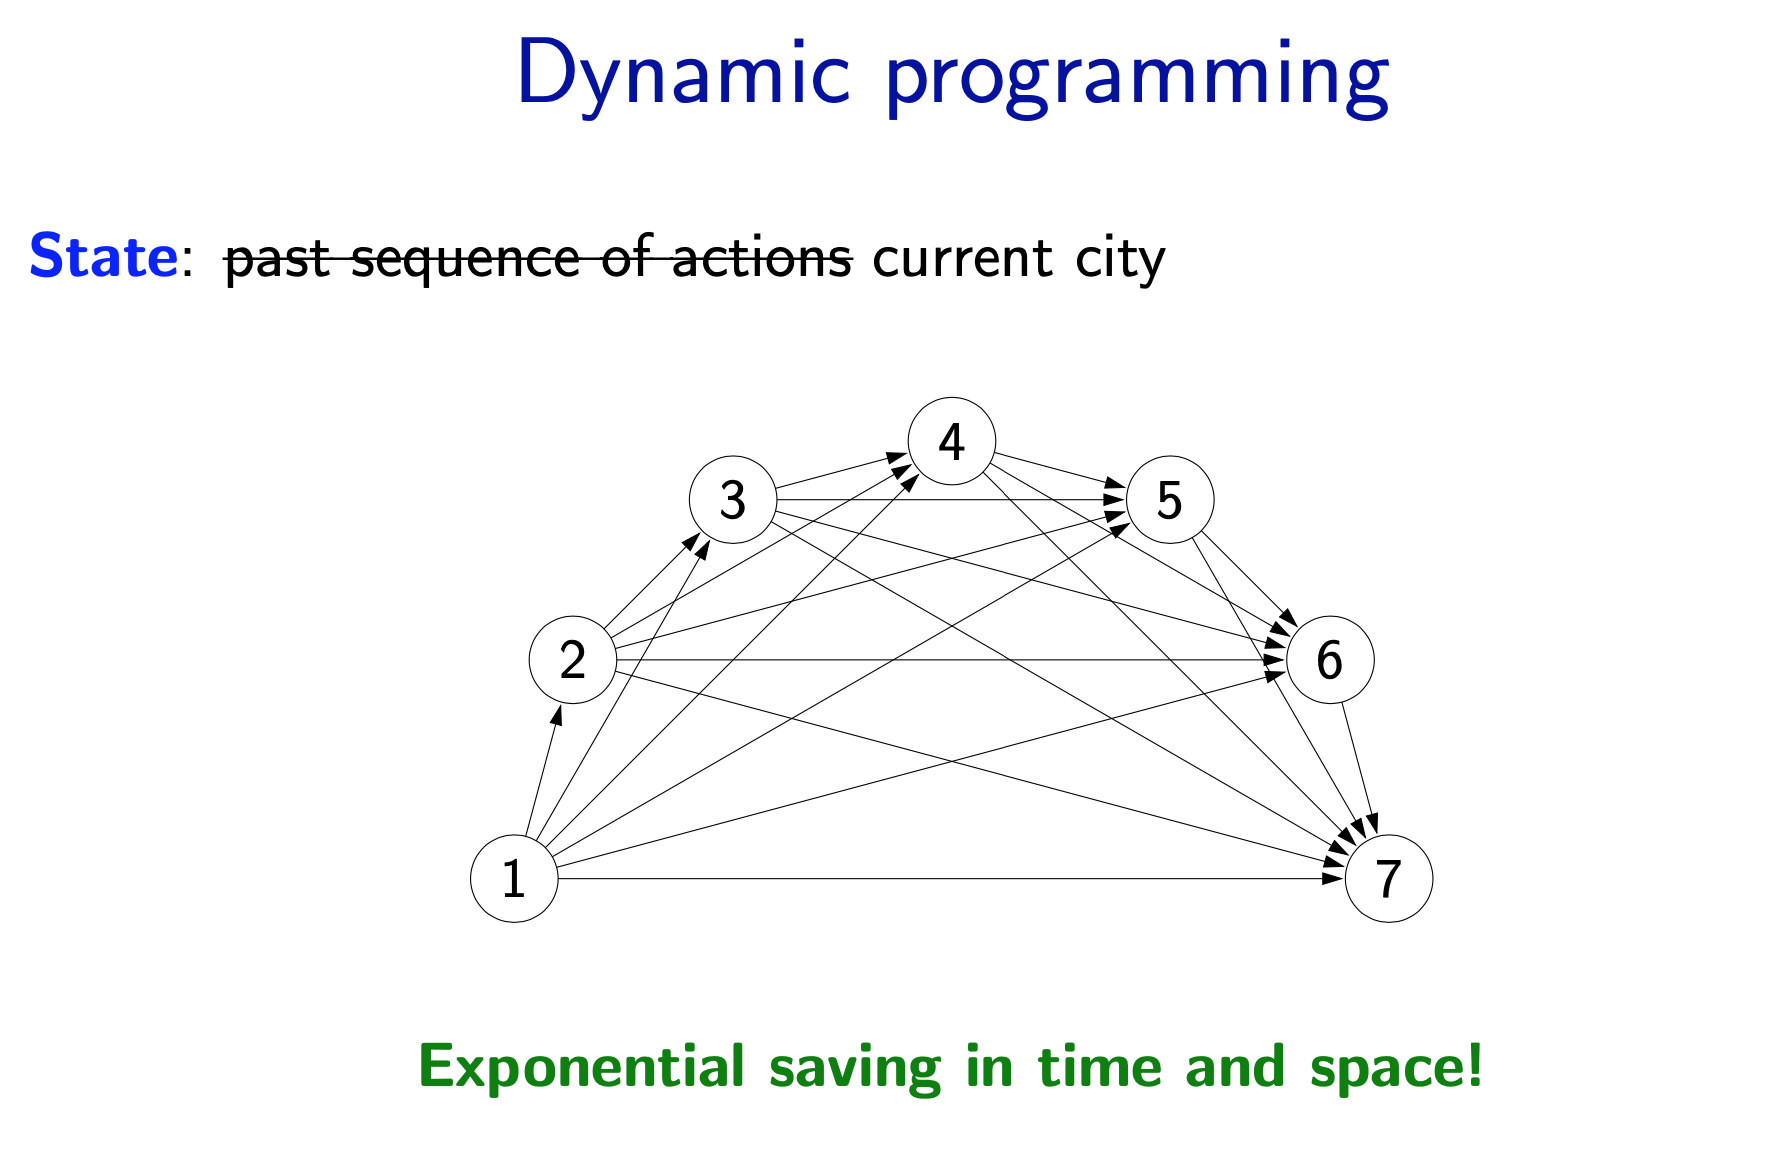 Dynamic programming
State: past sequence of actions current city
4
3
5
2
6
1
7
Exponential saving in time and space!